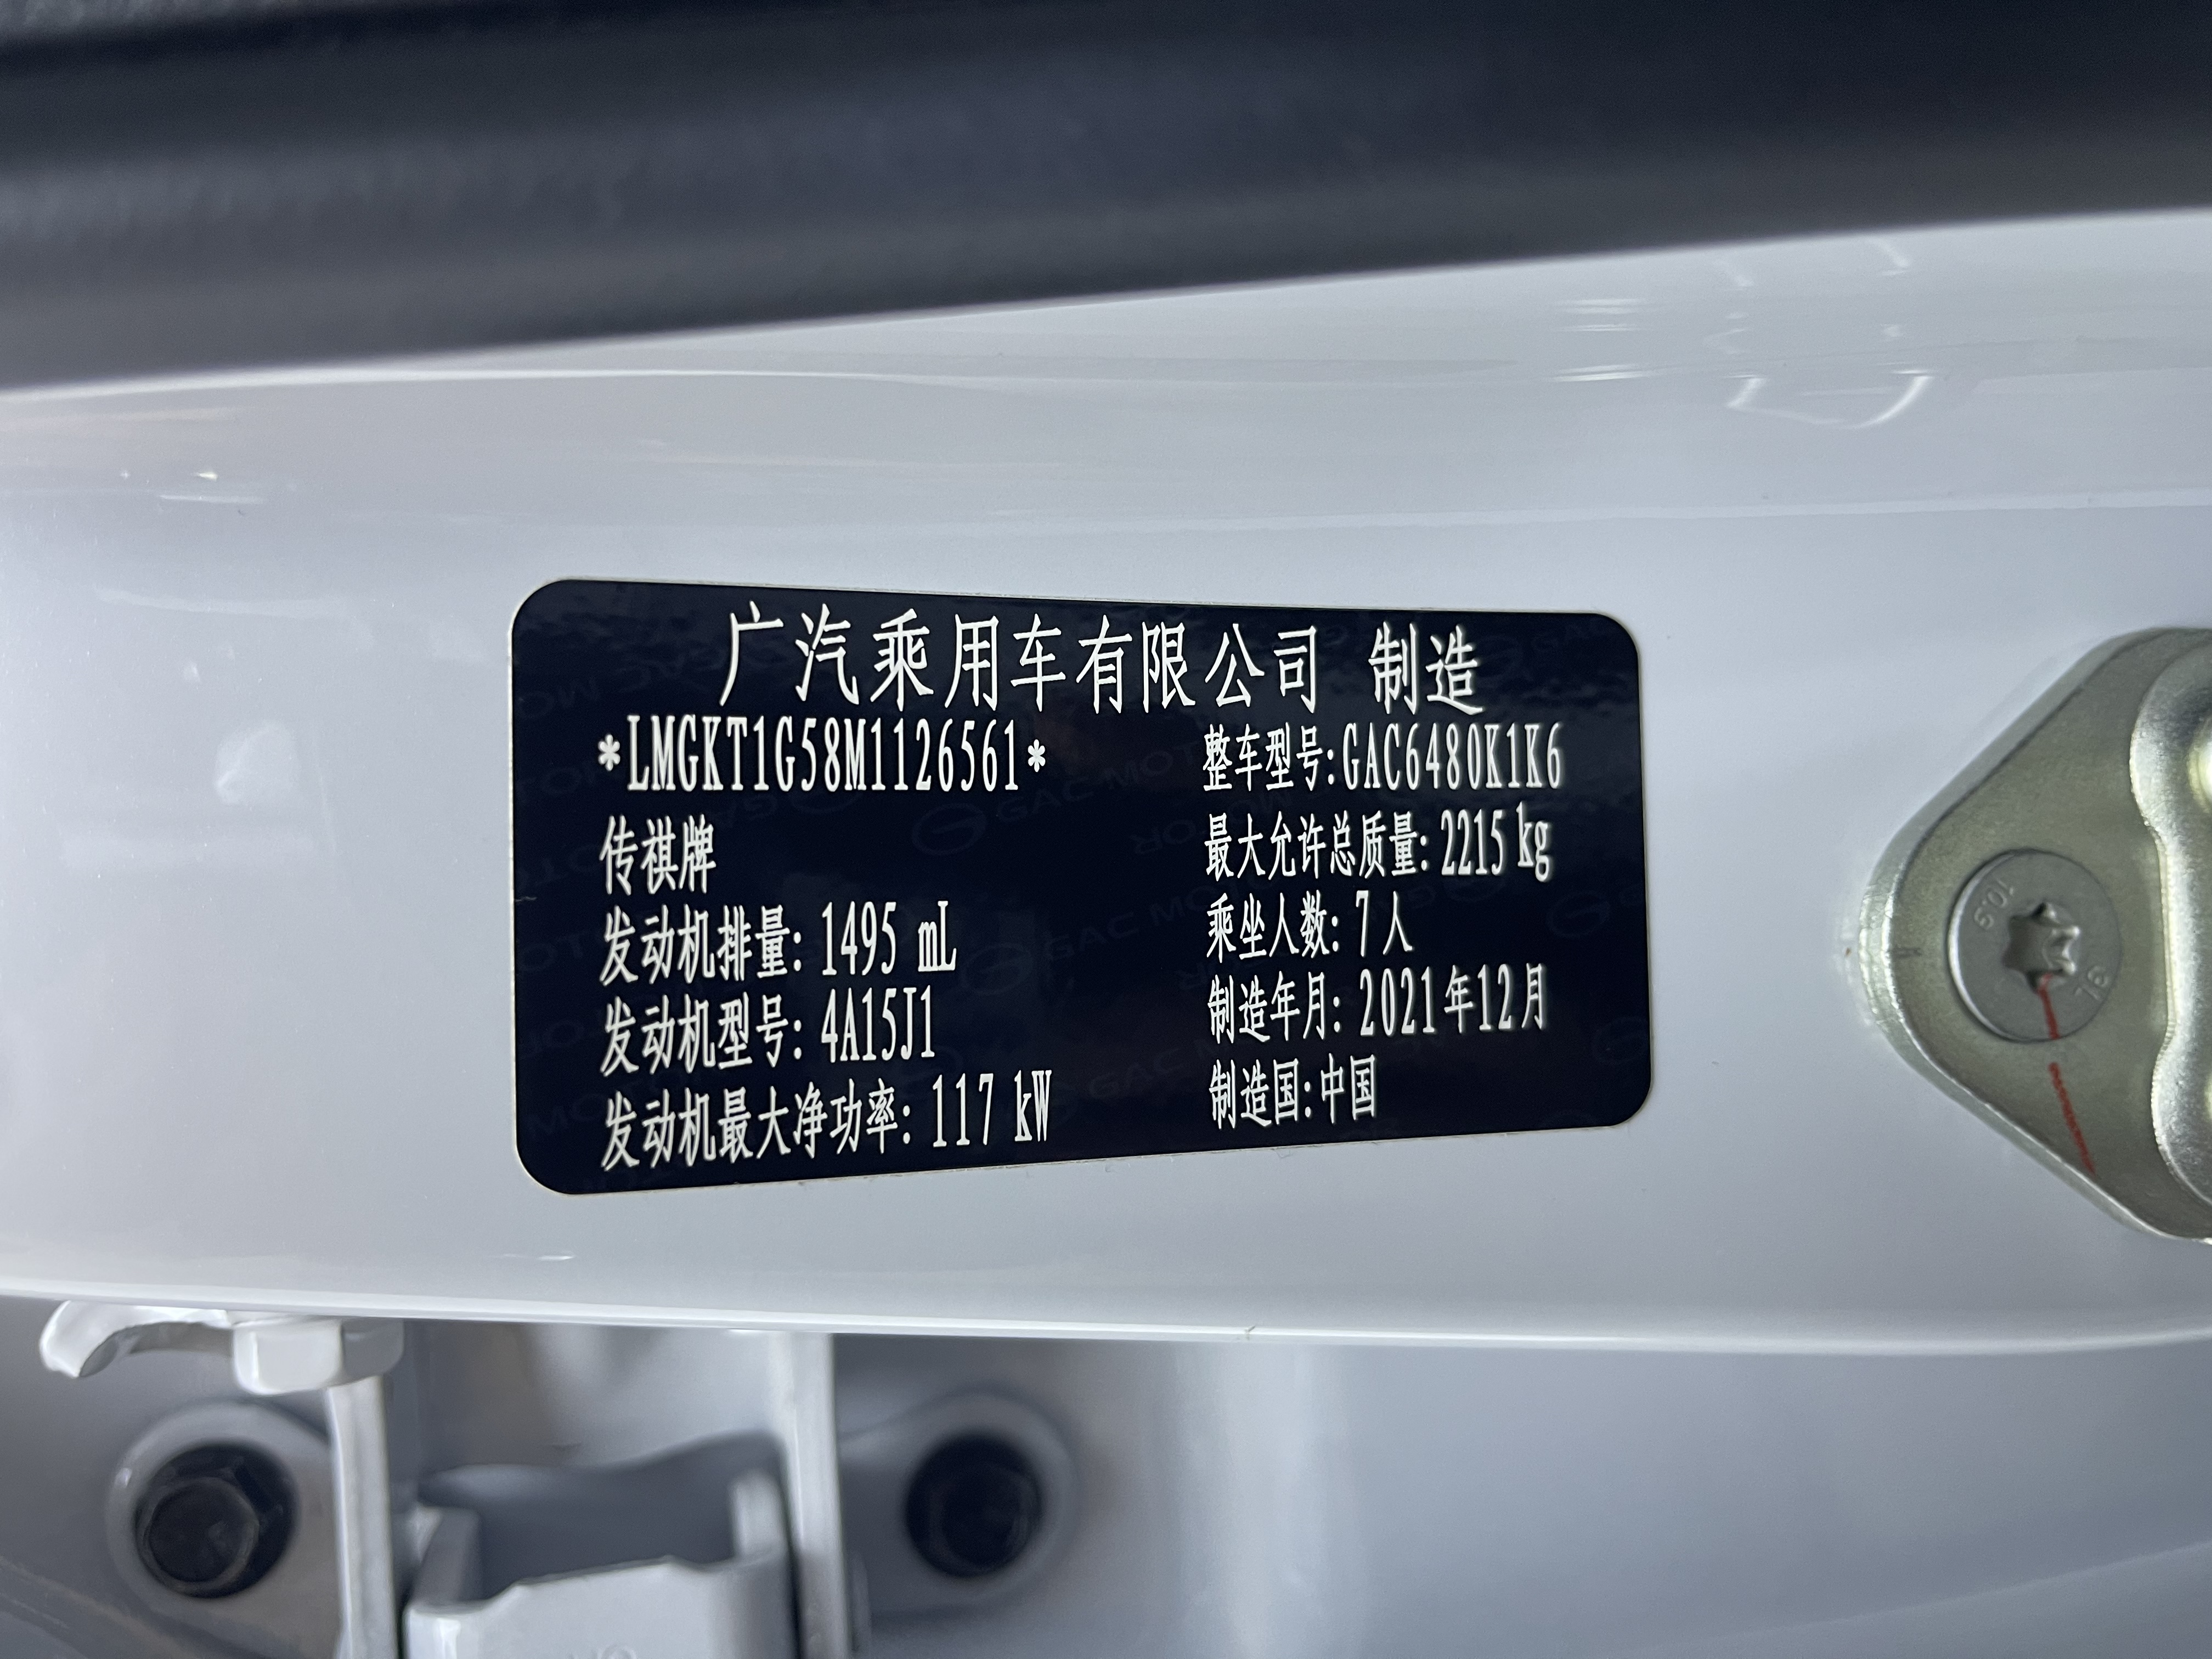 广汽乘用车有限公司 制造
*LMGKT1G58M1126561*
传祺牌
发动机排量: 1495 mL
发动机型号: 4A15J1
发动机最大净功率: 117 kW
整车型号:GAC6480K1K6
最大允许总质量: 2215 kg
乘坐人数: 7人
制造年月: 2021年12月
制造国:中国
10.9